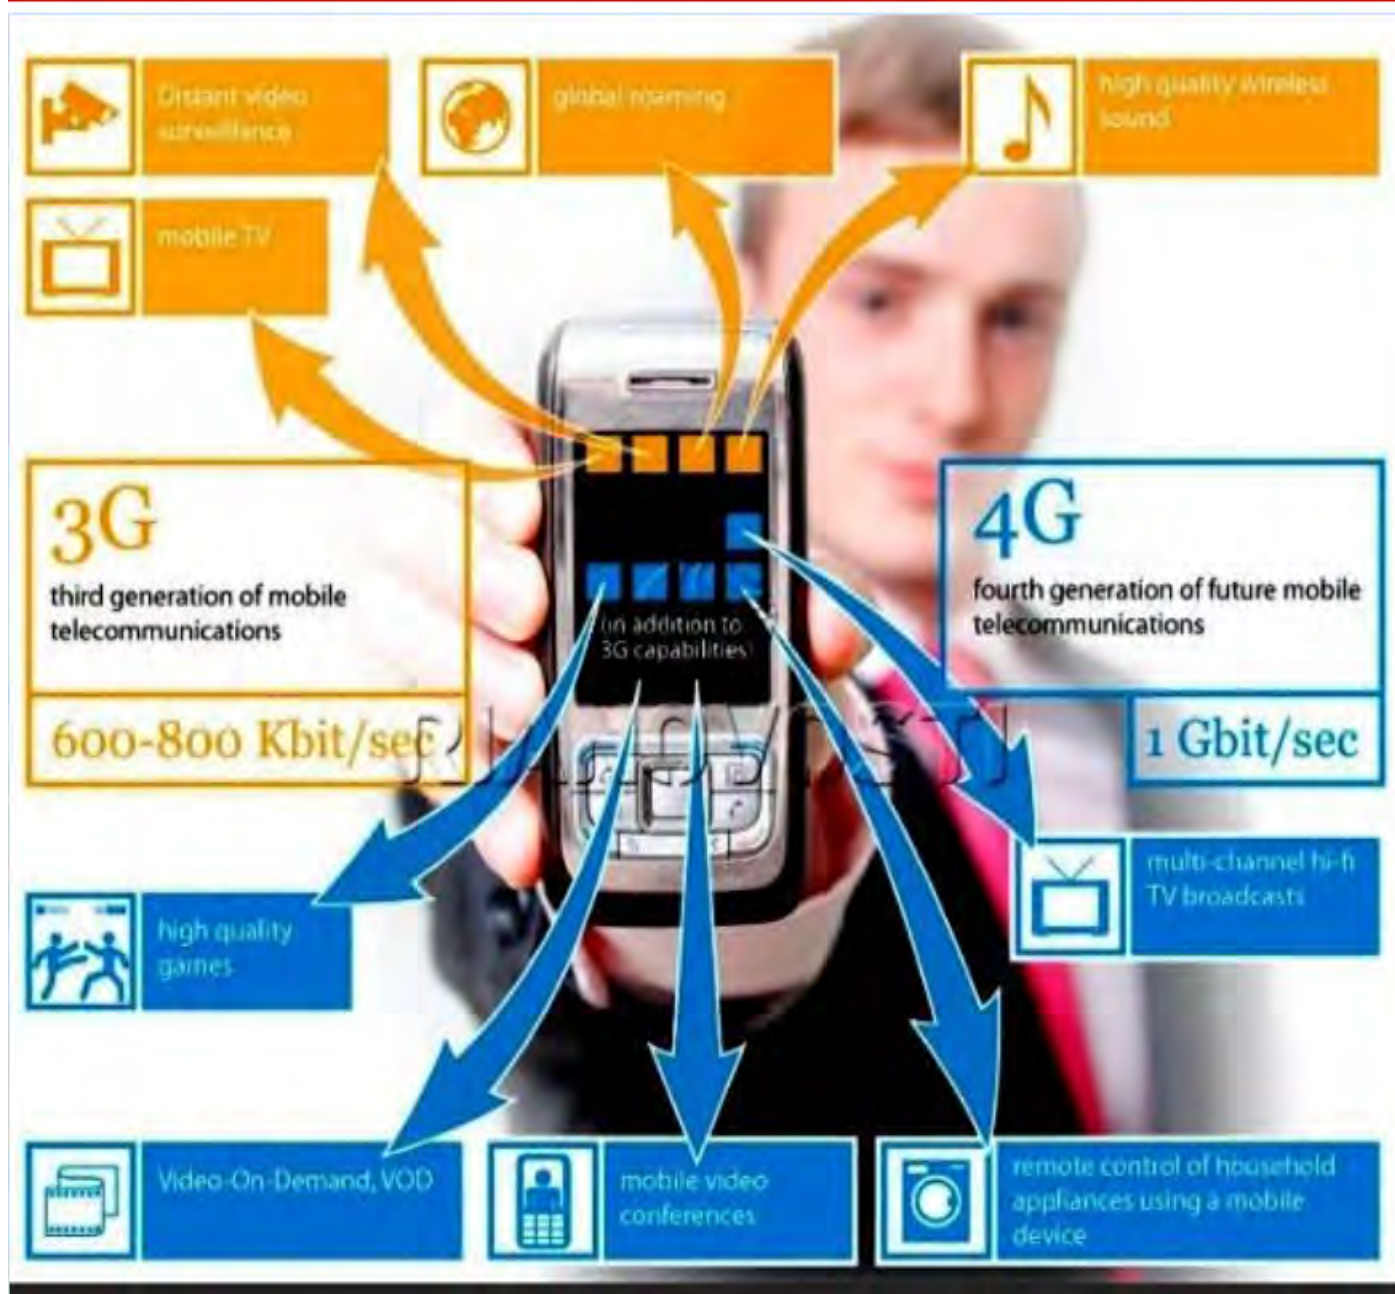 Distant video
surveillance
global roaming
high quality wireless
sound
mobile TV
3G
third generation of mobile
telecommunications
600-800 Kbit/sec
4G
fourth generation of future mobile
telecommunications
1 Gbit/sec
(in addition to
3G capabilities)
RIANOVOSTI
multi-channel hi-fi
TV broadcasts
high quality
games
Video-On-Demand, VOD
mobile video
conferences
remote control of household
appliances using a mobile
device